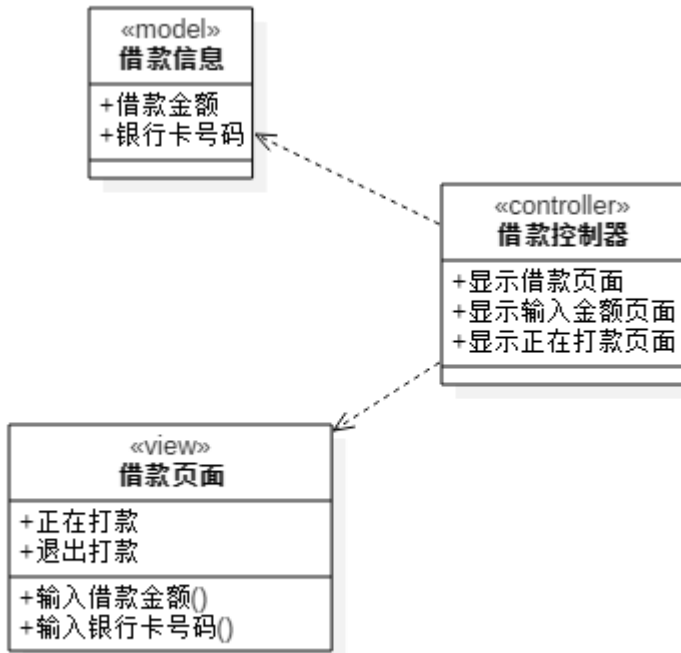 «model»
借款信息
+借款金额
+银行卡号码
«controller»
借款控制器
+显示借款页面
+显示输入金额页面
+显示正在打款页面
«view»
借款页面
+正在打款
+退出打款
+输入借款金额()
+输入银行卡号码()